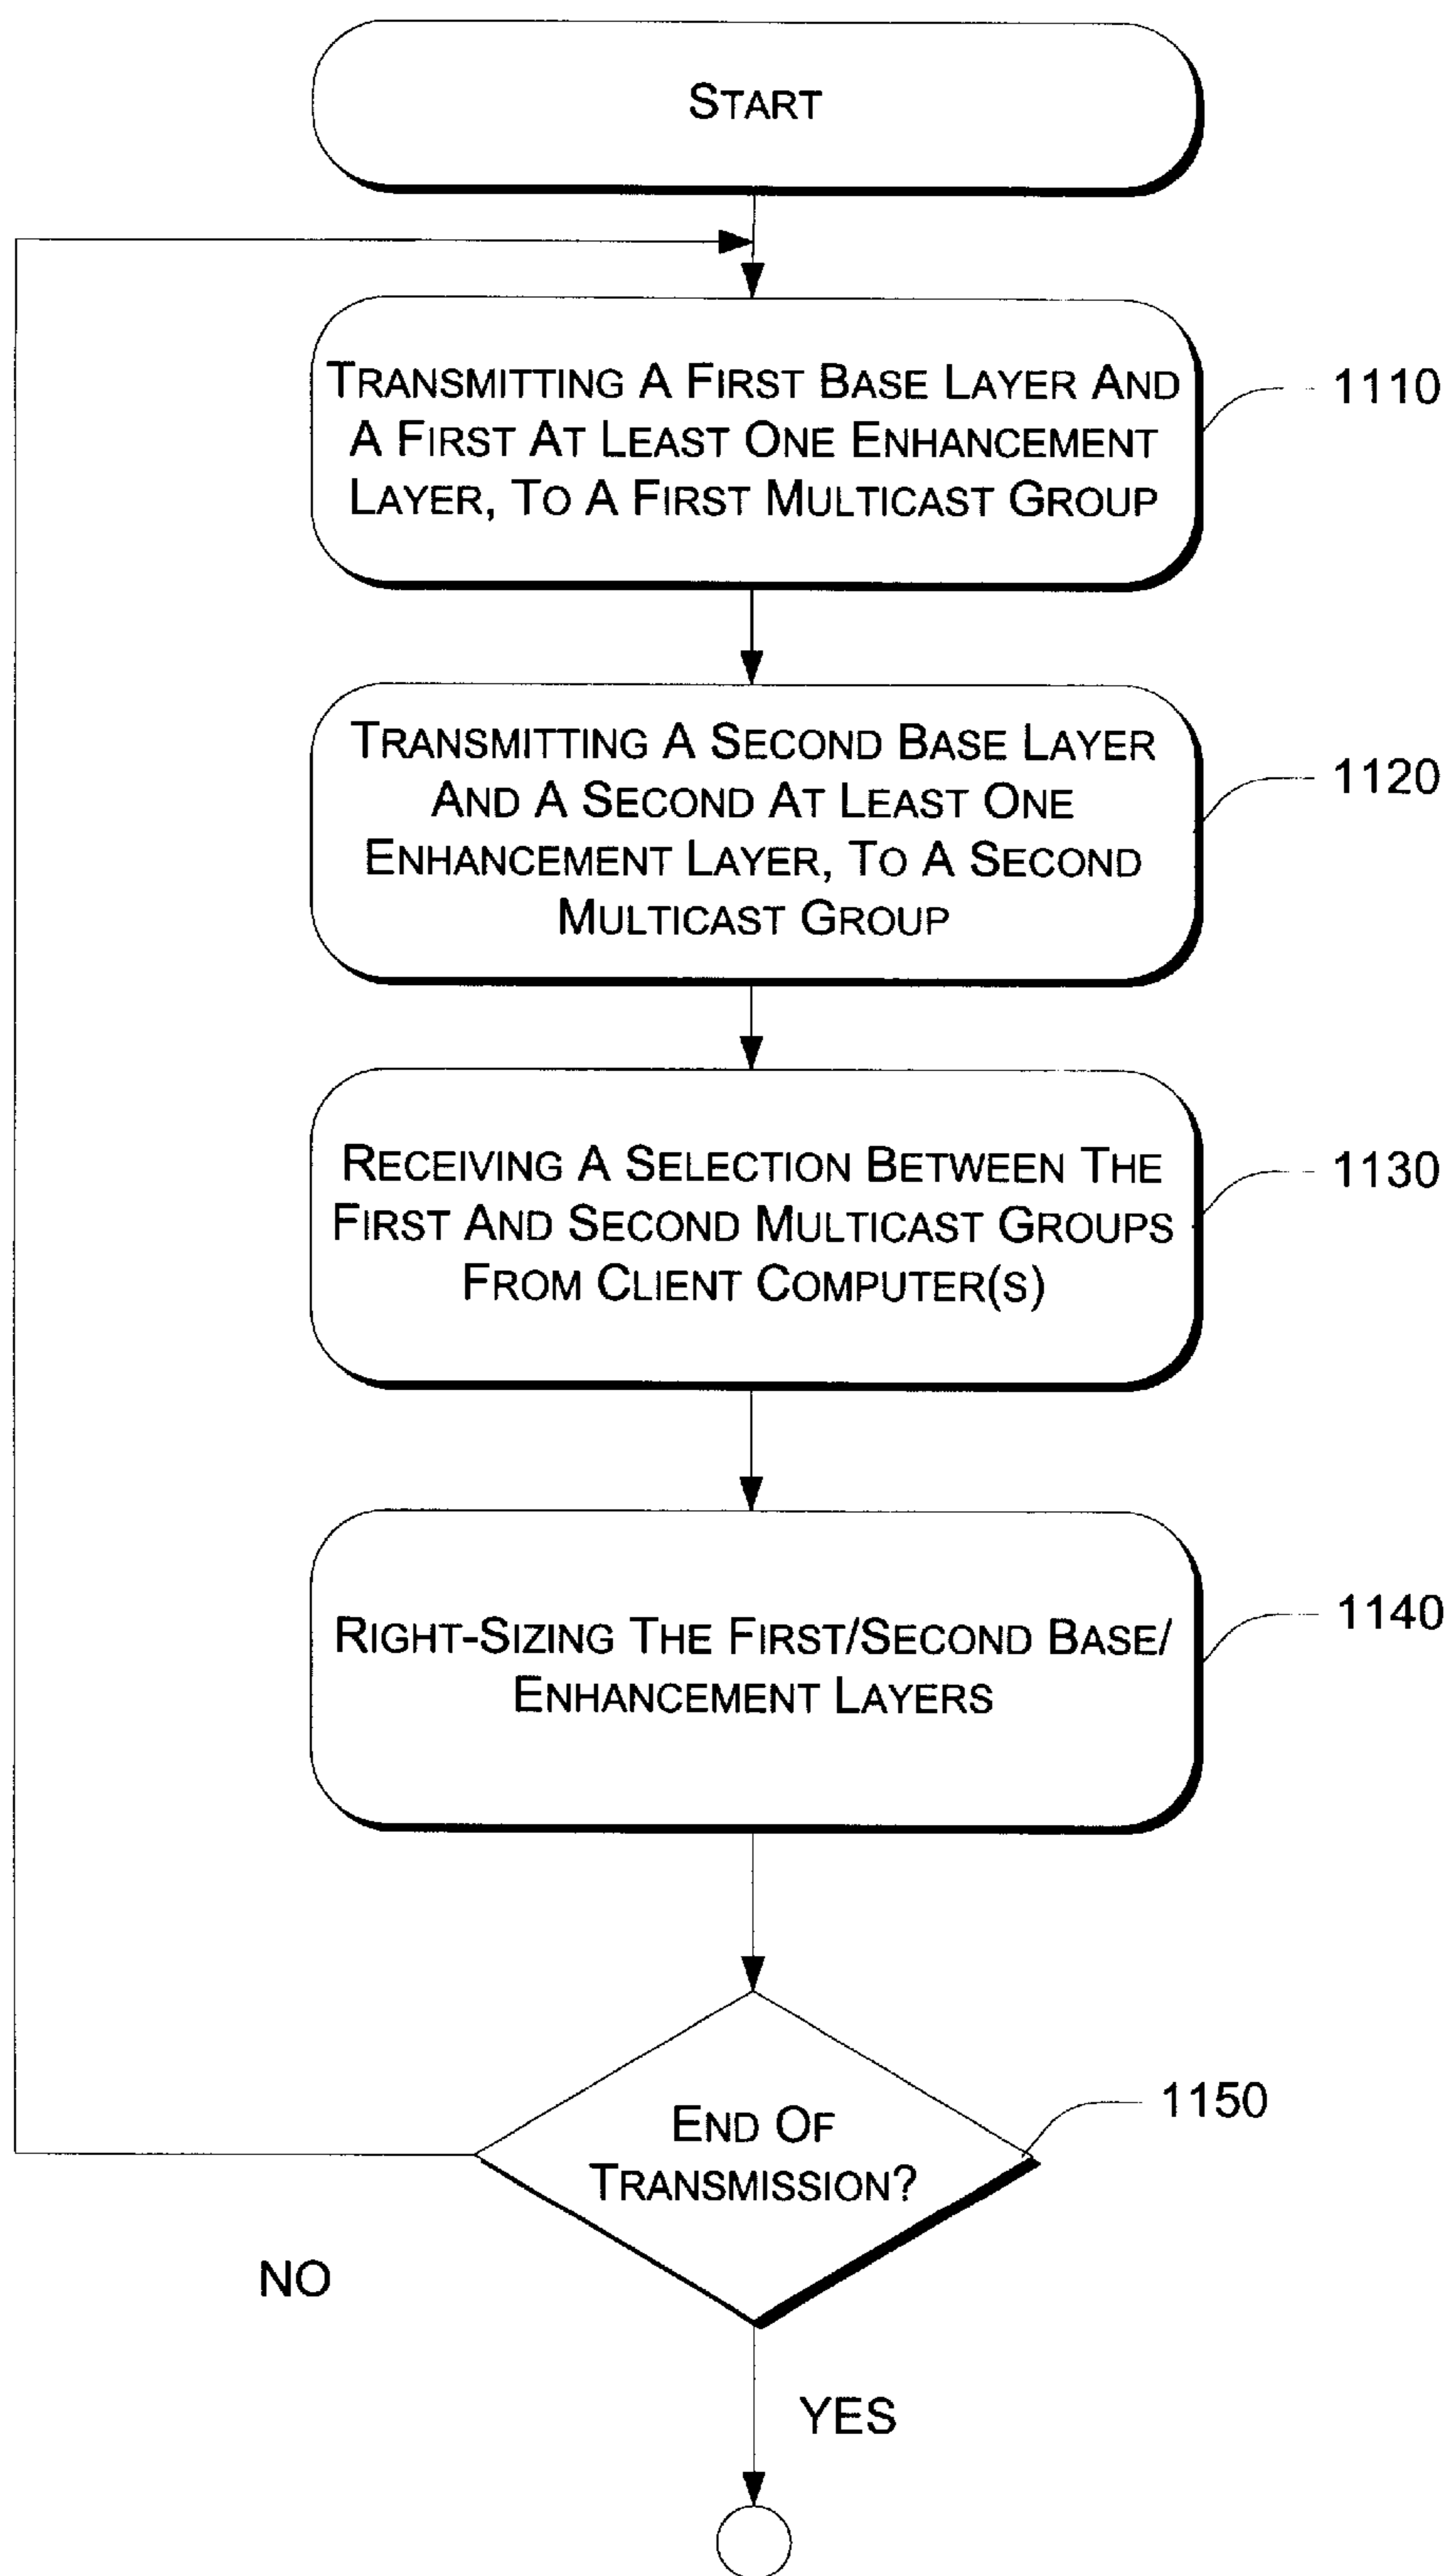 START
TRANSMITTING A FIRST BASE LAYER AND
A FIRST AT LEAST ONE ENHANCEMENT
LAYER, TO A FIRST MULTICAST GROUP
1110
TRANSMITTING A SECOND BASE LAYER
AND A SECOND AT LEAST ONE
ENHANCEMENT LAYER, TO A SECOND
MULTICAST GROUP
1120
RECEIVING A SELECTION BETWEEN THE
FIRST AND SECOND MULTICAST GROUPS
FROM CLIENT COMPUTER(S)
1130
RIGHT-SIZING THE FIRST/SECOND BASE/
ENHANCEMENT LAYERS
1140
END OF
TRANSMISSION?
1150
NO
YES